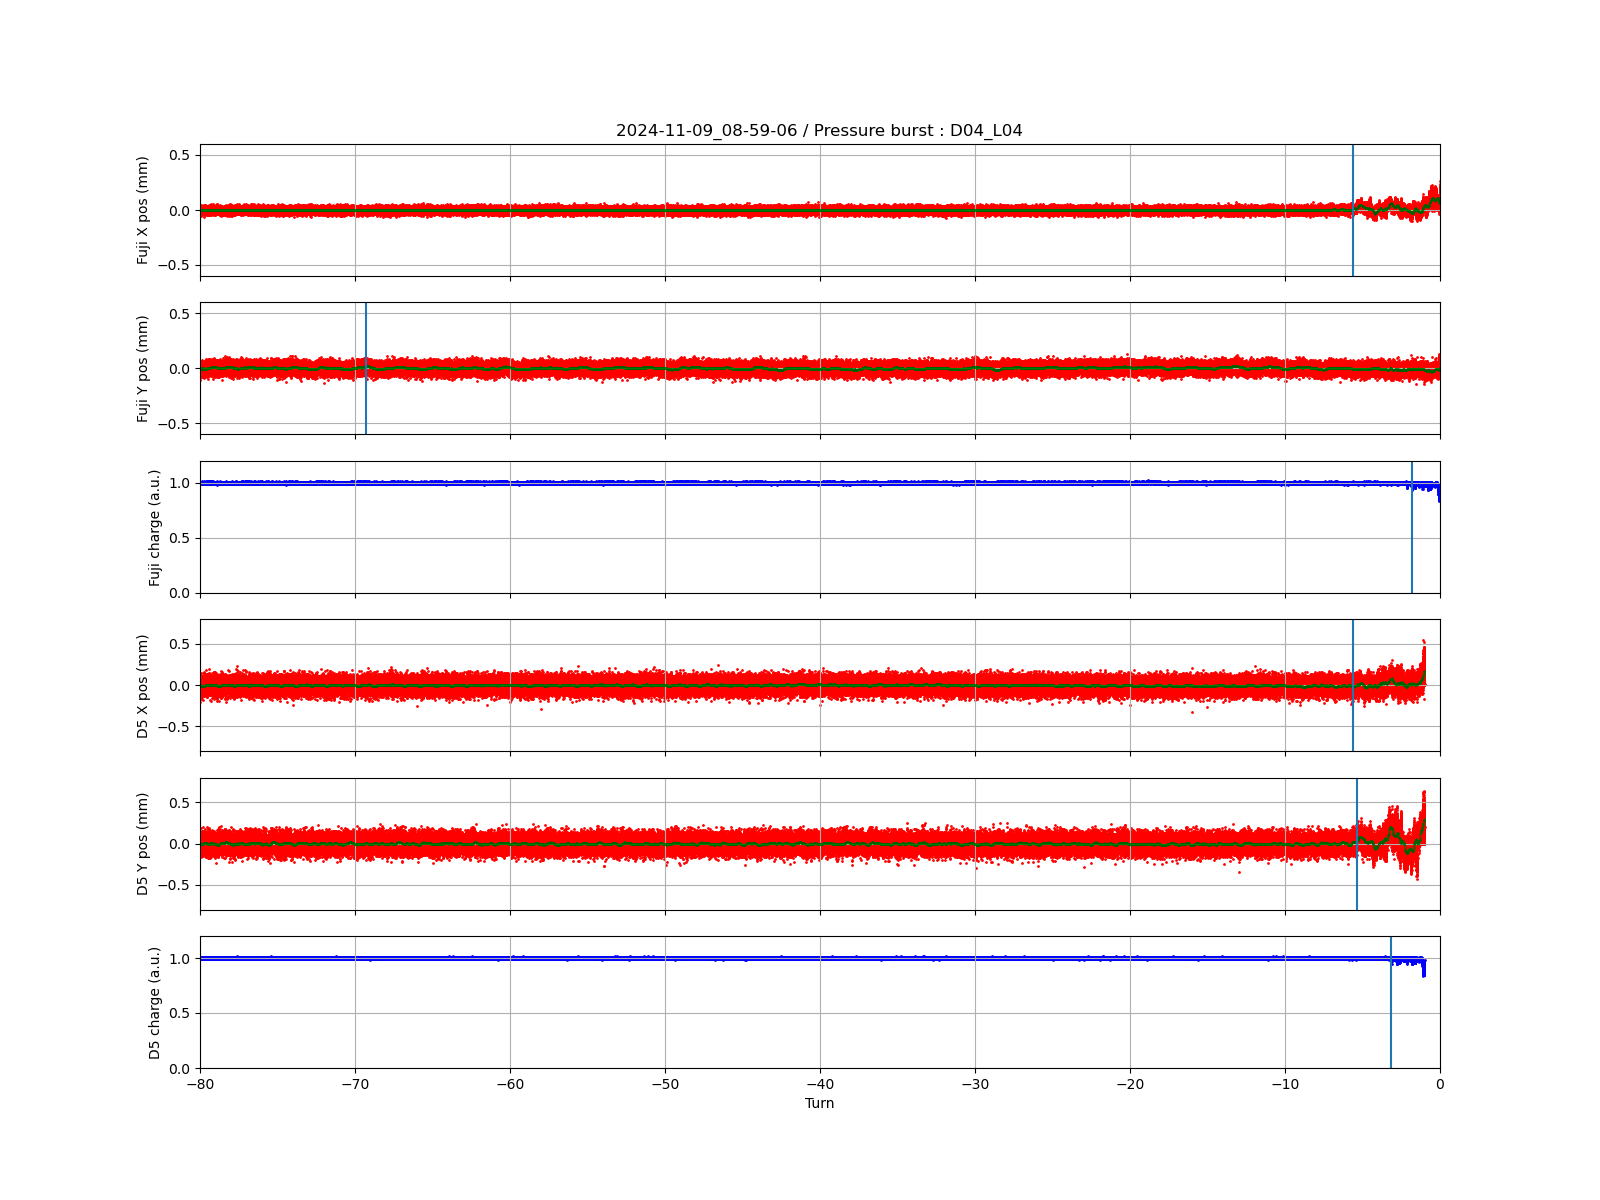 2024-11-09_08-59-06 / Pressure burst : D04_L04
Fuji X pos (mm)
0.5
0.0
−0.5
Fuji Y pos (mm)
0.5
0.0
−0.5
Fuji charge (a.u.)
1.0
0.5
0.0
D5 X pos (mm)
0.5
0.0
−0.5
D5 Y pos (mm)
0.5
0.0
−0.5
D5 charge (a.u.)
1.0
0.5
0.0
−80 −70 −60 −50 −40 −30 −20 −10 0
Turn